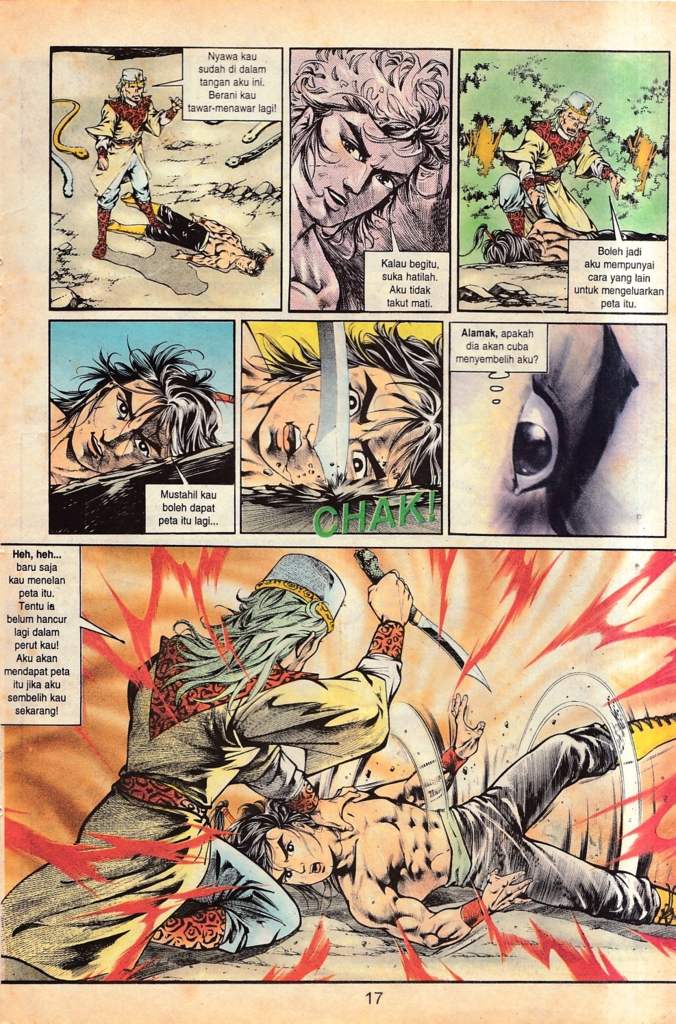 Nyawa kau
sudah di dalam
tangan aku ini.
Berani kau
tawar-menawar lagi!
Kalau begitu,
suka hatilah.
Aku tidak
takut mati.
Boleh jadi
aku mempunyai
cara yang lain
untuk mengeluarkan
peta itu.
Mustahil kau
boleh dapat
peta itu lagi...
CHAK!
Alamak, apakah
dia akan cuba
menyembelih aku?
Heh, heh...
baru saja
kau menelan
peta itu.
Tentu ia
belum hancur
lagi dalam
perut kau!
Aku akan
mendapat peta
itu jika aku
sembelih kau
sekarang!
17